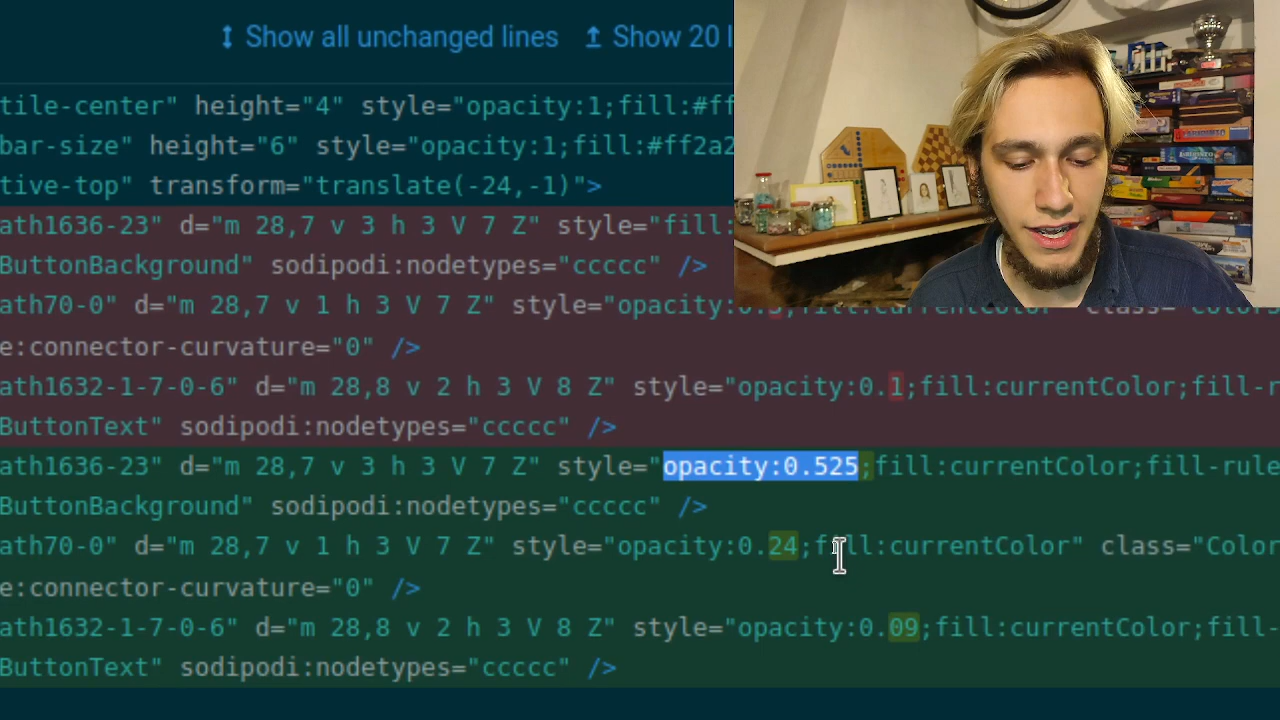 Show all unchanged lines Show 20 l
tile-center" height="4" style="opacity:1;fill:#ff
bar-size" height="6" style="opacity:1;fill:#ff2a2
tive-top" transform="translate(-24,-1)">
ath1636-23" d="m 28,7 v 3 h 3 V 7 Z" style="fill:
ButtonBackground" sodipodi:nodetypes="ccccc" />
ath70-0" d="m 28,7 v 1 h 3 V 7 Z" style="opacity:0.3;fill:currentColor" class="Colors
e:connector-curvature="0" />
ath1632-1-7-0-6" d="m 28,8 v 2 h 3 V 8 Z" style="opacity:0.1;fill:currentColor;fill-r
ButtonText" sodipodi:nodetypes="ccccc" />
ath1636-23" d="m 28,7 v 3 h 3 V 7 Z" style="opacity:0.525;fill:currentColor;fill-rule
ButtonBackground" sodipodi:nodetypes="ccccc" />
ath70-0" d="m 28,7 v 1 h 3 V 7 Z" style="opacity:0.24;fill:currentColor" class="Color
e:connector-curvature="0" />
ath1632-1-7-0-6" d="m 28,8 v 2 h 3 V 8 Z" style="opacity:0.09;fill:currentColor;fill-
ButtonText" sodipodi:nodetypes="ccccc" />